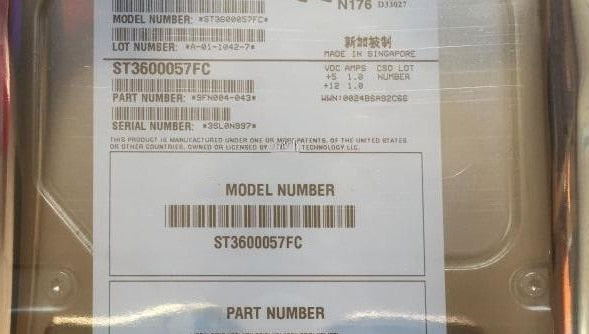 N176 D33027
MODEL NUMBER: *ST3600057FC*
LOT NUMBER: *A-01-1042-7*
新加坡制
MADE IN SINGAPORE
ST3600057FC
VDC AMPS CSO LOT
+5 1.0 NUMBER
+12 1.0
PART NUMBER: *9FN004-043*
WWN:0024B6A92C66
SERIAL NUMBER: *3SL0N997*
THIS PRODUCT IS MANUFACTURED UNDER ONE OR MORE PATENTS. OF THE UNITED STATES
OR OTHER COUNTRIES, OWNED OR LICENSED BY TECHNOLOGY LLC.
MODEL NUMBER
ST3600057FC
PART NUMBER